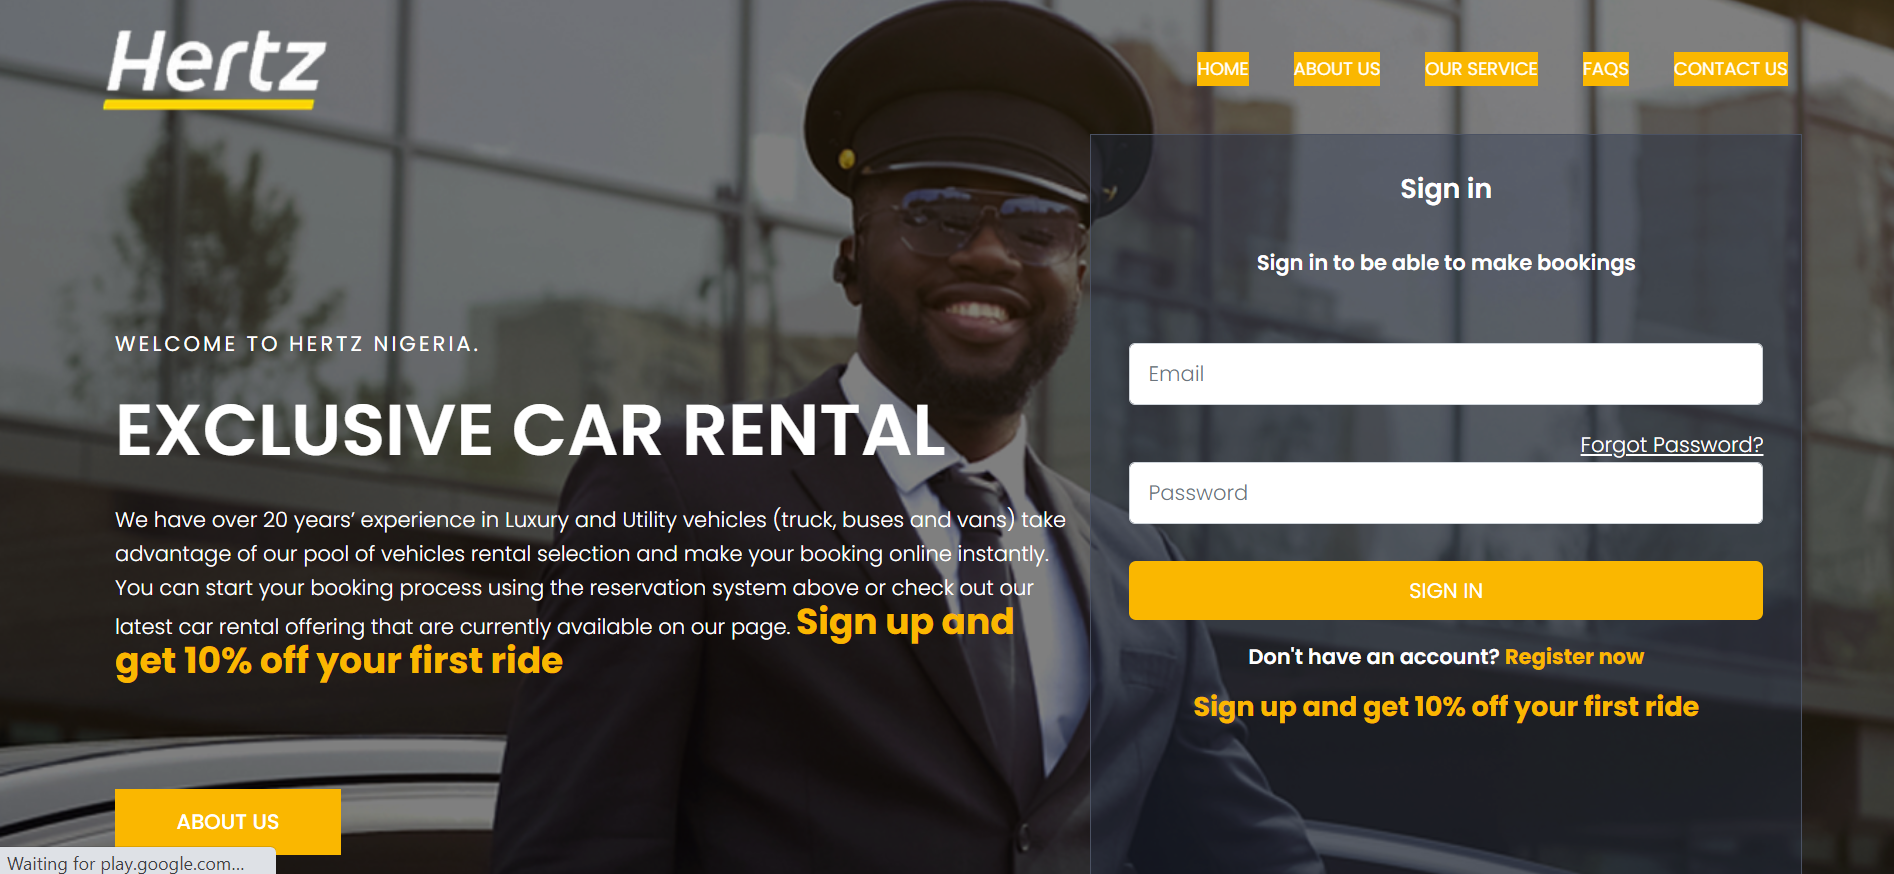 Hertz
HOME
ABOUT US
OUR SERVICE
FAQS
CONTACT US
WELCOME TO HERTZ NIGERIA.
EXCLUSIVE CAR RENTAL
We have over 20 years’ experience in Luxury and Utility vehicles (truck, buses and vans) take
advantage of our pool of vehicles rental selection and make your booking online instantly.
You can start your booking process using the reservation system above or check out our
latest car rental offering that are currently available on our page. Sign up and
get 10% off your first ride
ABOUT US
Sign in
Sign in to be able to make bookings
Email
Forgot Password?
Password
SIGN IN
Don't have an account? Register now
Sign up and get 10% off your first ride
Waiting for play.google.com...